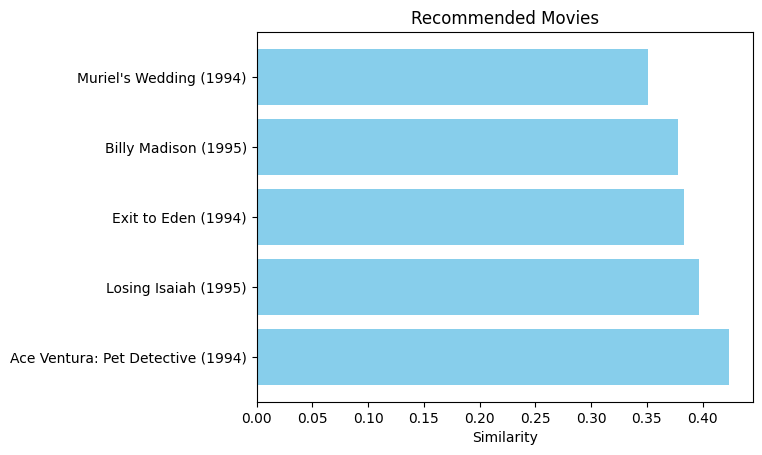 Recommended Movies
Muriel's Wedding (1994)
Billy Madison (1995)
Exit to Eden (1994)
Losing Isaiah (1995)
Ace Ventura: Pet Detective (1994)
0.00 0.05 0.10 0.15 0.20 0.25 0.30 0.35 0.40
Similarity